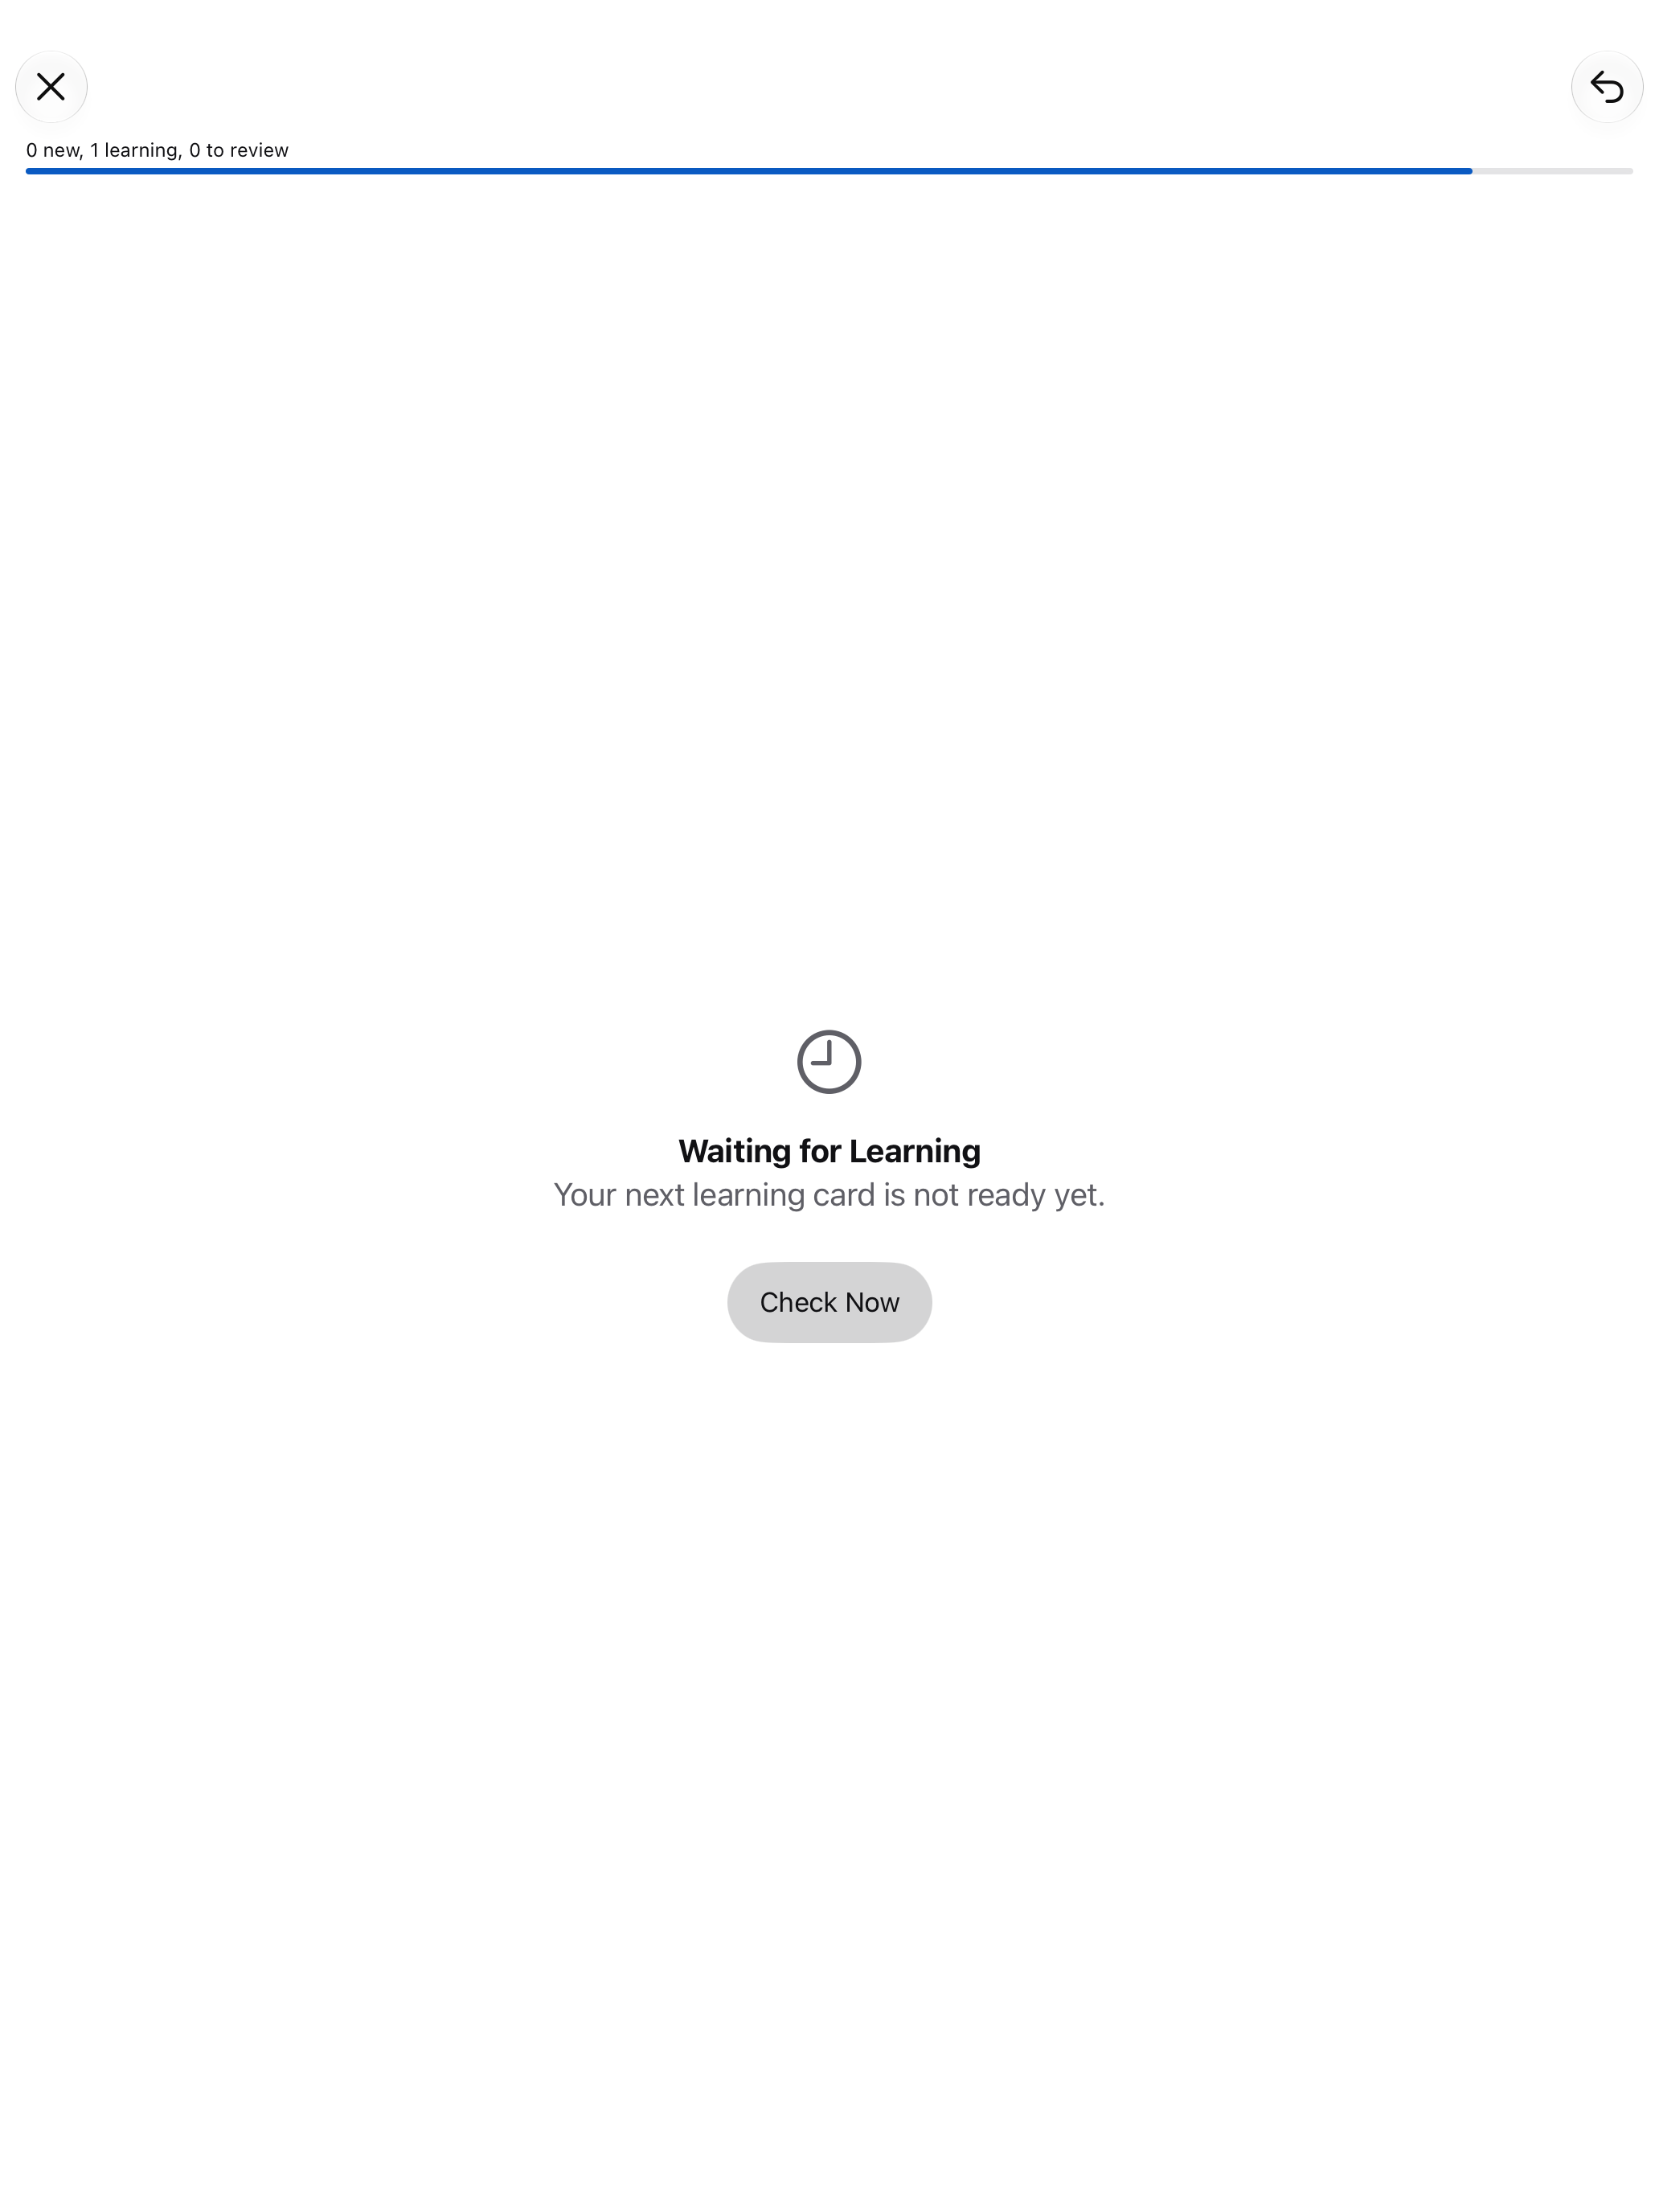 0 new, 1 learning, 0 to review
Waiting for Learning
Your next learning card is not ready yet.
Check Now